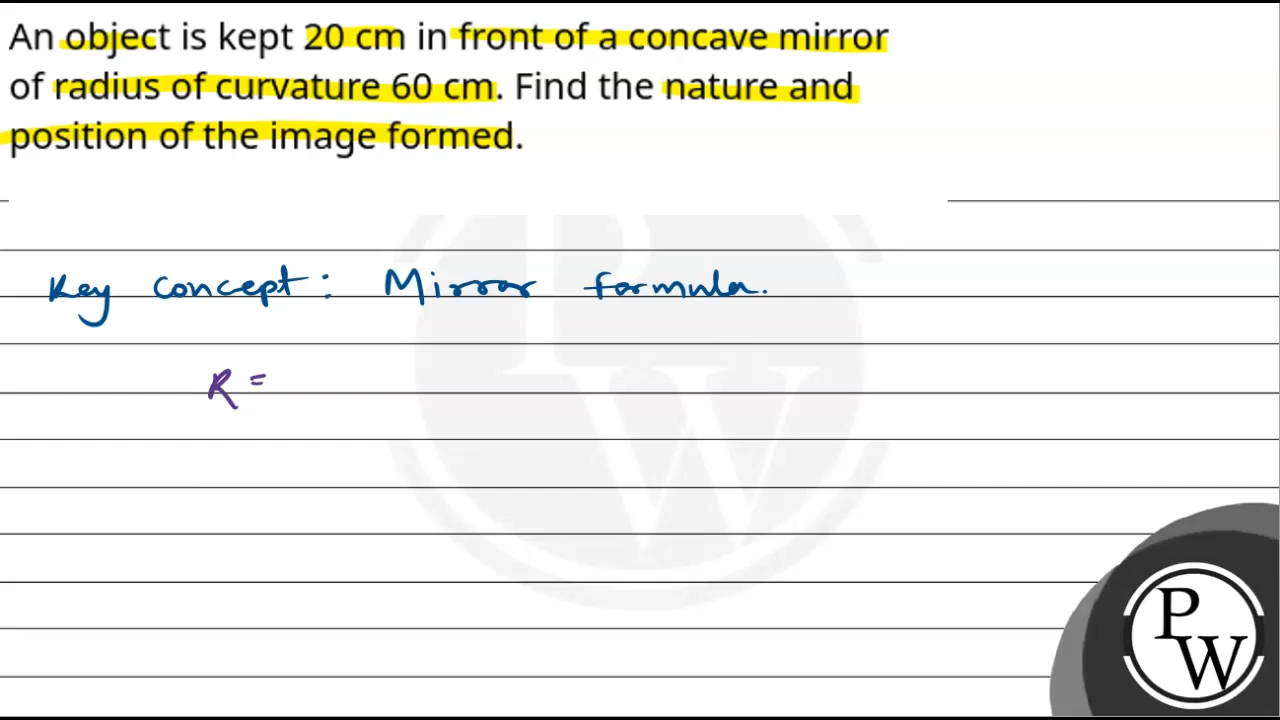 An object is kept 20 cm in front of a concave mirror
of radius of curvature 60 cm. Find the nature and
position of the image formed.
Key concept: Mirror formula.
R =
P
W
P
W